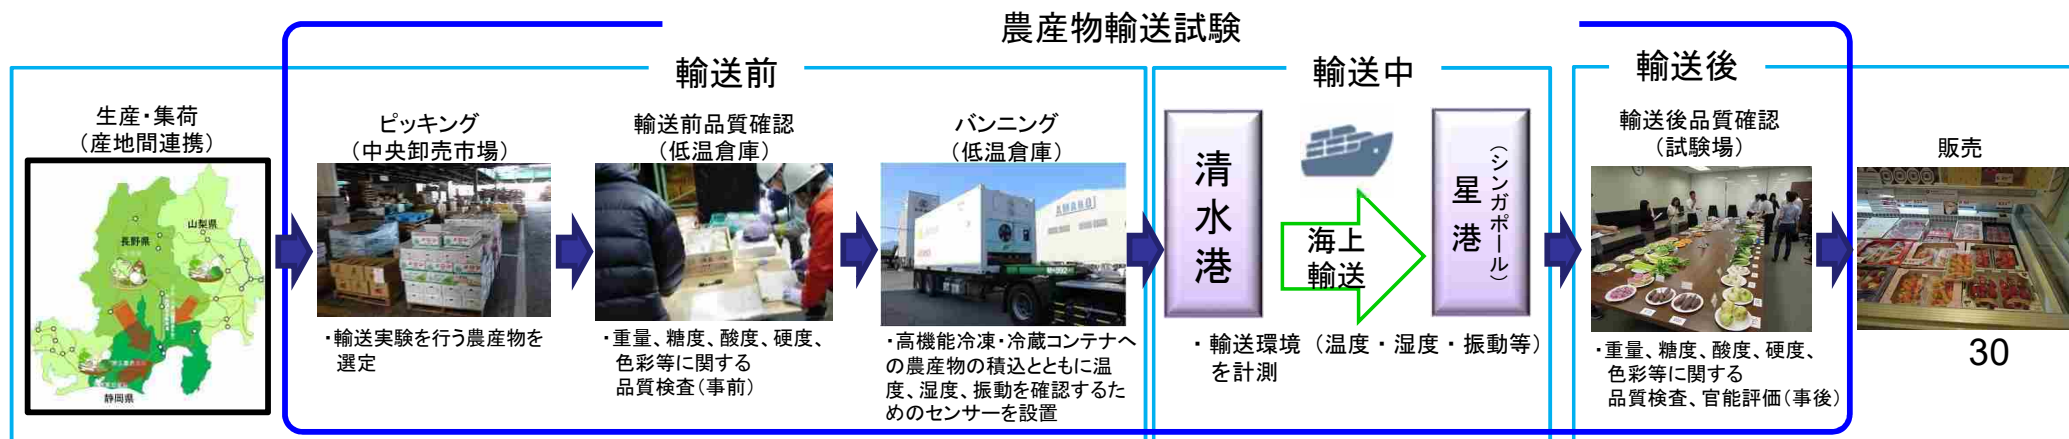 農産物輸送試験
輸送前
生産・集荷
（産地間連携）
長野県
山梨県
静岡県
ピッキング
（中央卸売市場）
・輸送実験を行う農産物を
選定
輸送前品質確認
（低温倉庫）
・重量、糖度、酸度、硬度、
色彩等に関する
品質検査（事前）
バンニング
（低温倉庫）
・高機能冷凍・冷蔵コンテナへ
の農産物の積込とともに温
度、湿度、振動を確認するた
めのセンサーを設置
輸送中
清水港
海上
輸送
星港
（シンガポール）
・輸送環境（温度・湿度・振動等）
を計測
輸送後
輸送後品質確認
（試験場）
・重量、糖度、酸度、硬度、
色彩等に関する
品質検査、官能評価（事後）
販売
30